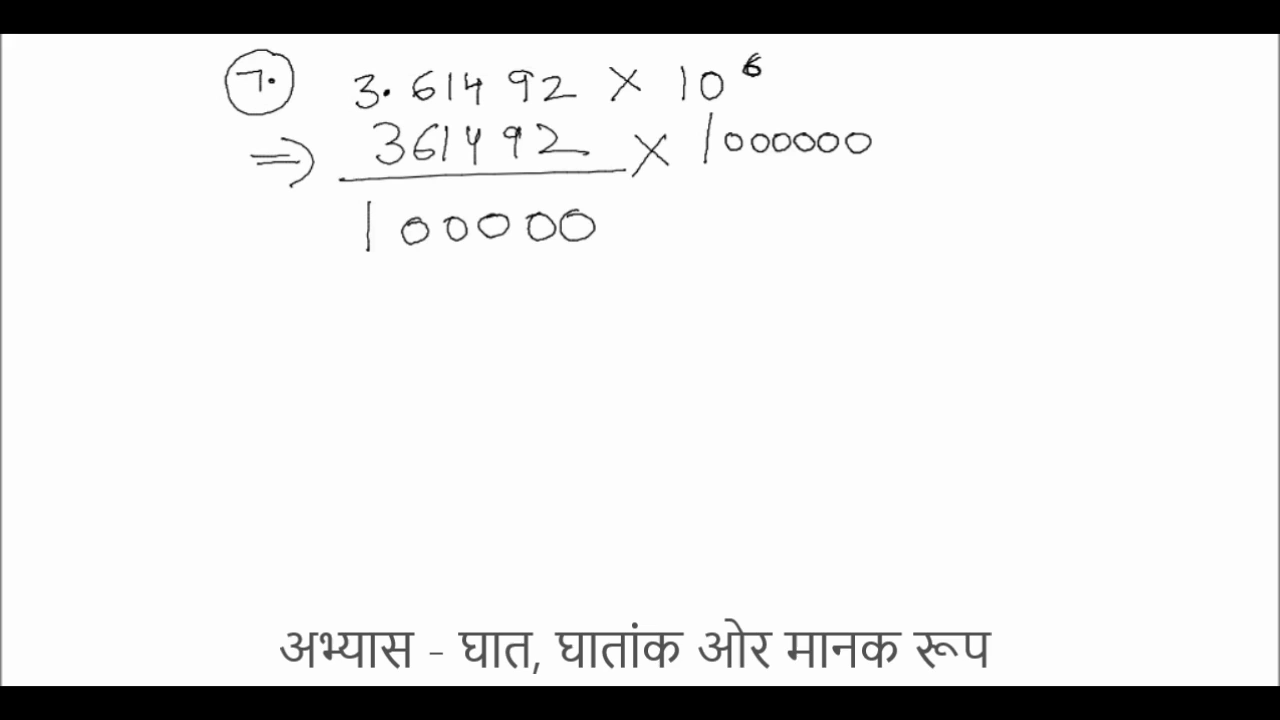 7. 3.61492 × 10⁶
⇒ 361492 × 1000000
100000
अभ्यास - घात, घातांक ओर मानक रूप